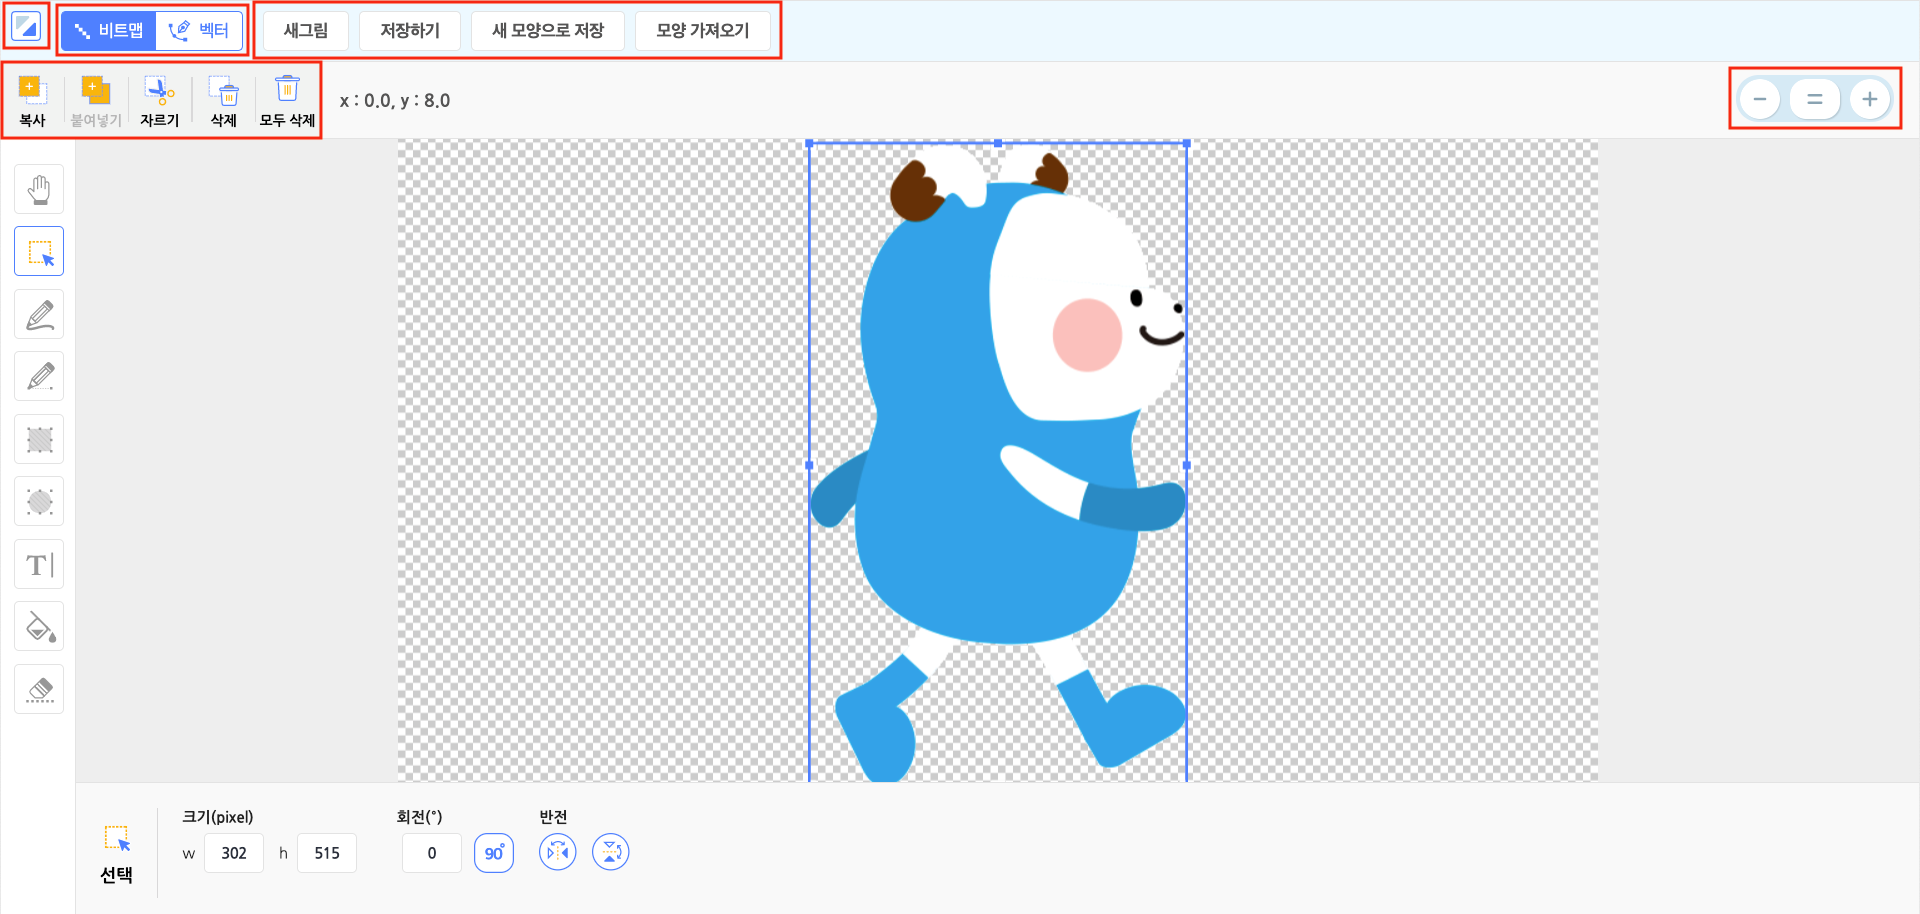 비트맵 벡터 새그림 저장하기 새 모양으로 저장 모양 가져오기
복사 붙여넣기 자르기 삭제 모두 삭제 x : 0.0, y : 8.0
T
크기(pixel) 회전(°) 반전
w 302 h 515 0 90°
선택